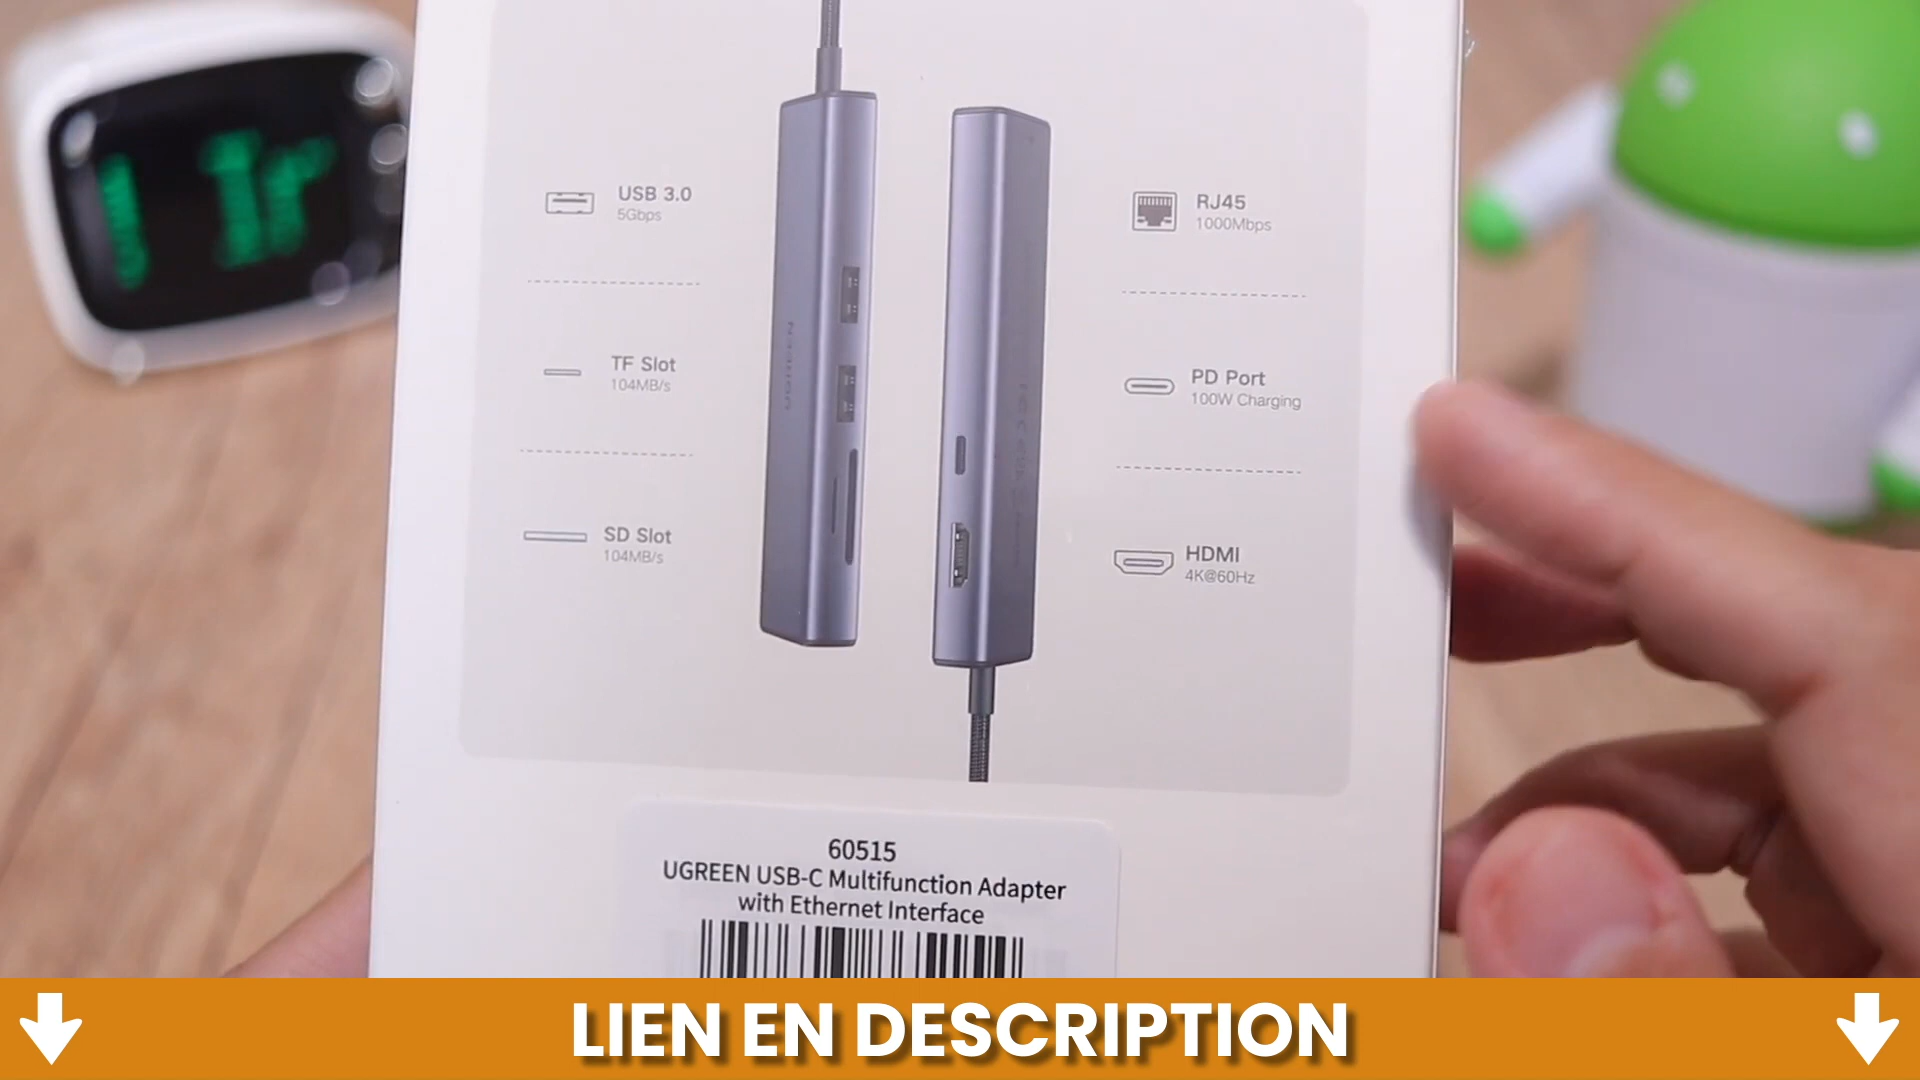 USB 3.0
5Gbps
TF Slot
104MB/s
SD Slot
104MB/s
UGREEN
RJ45
1000Mbps
PD Port
100W Charging
HDMI
4K@60Hz
60515
UGREEN USB-C Multifunction Adapter
with Ethernet Interface
LIEN EN DESCRIPTION